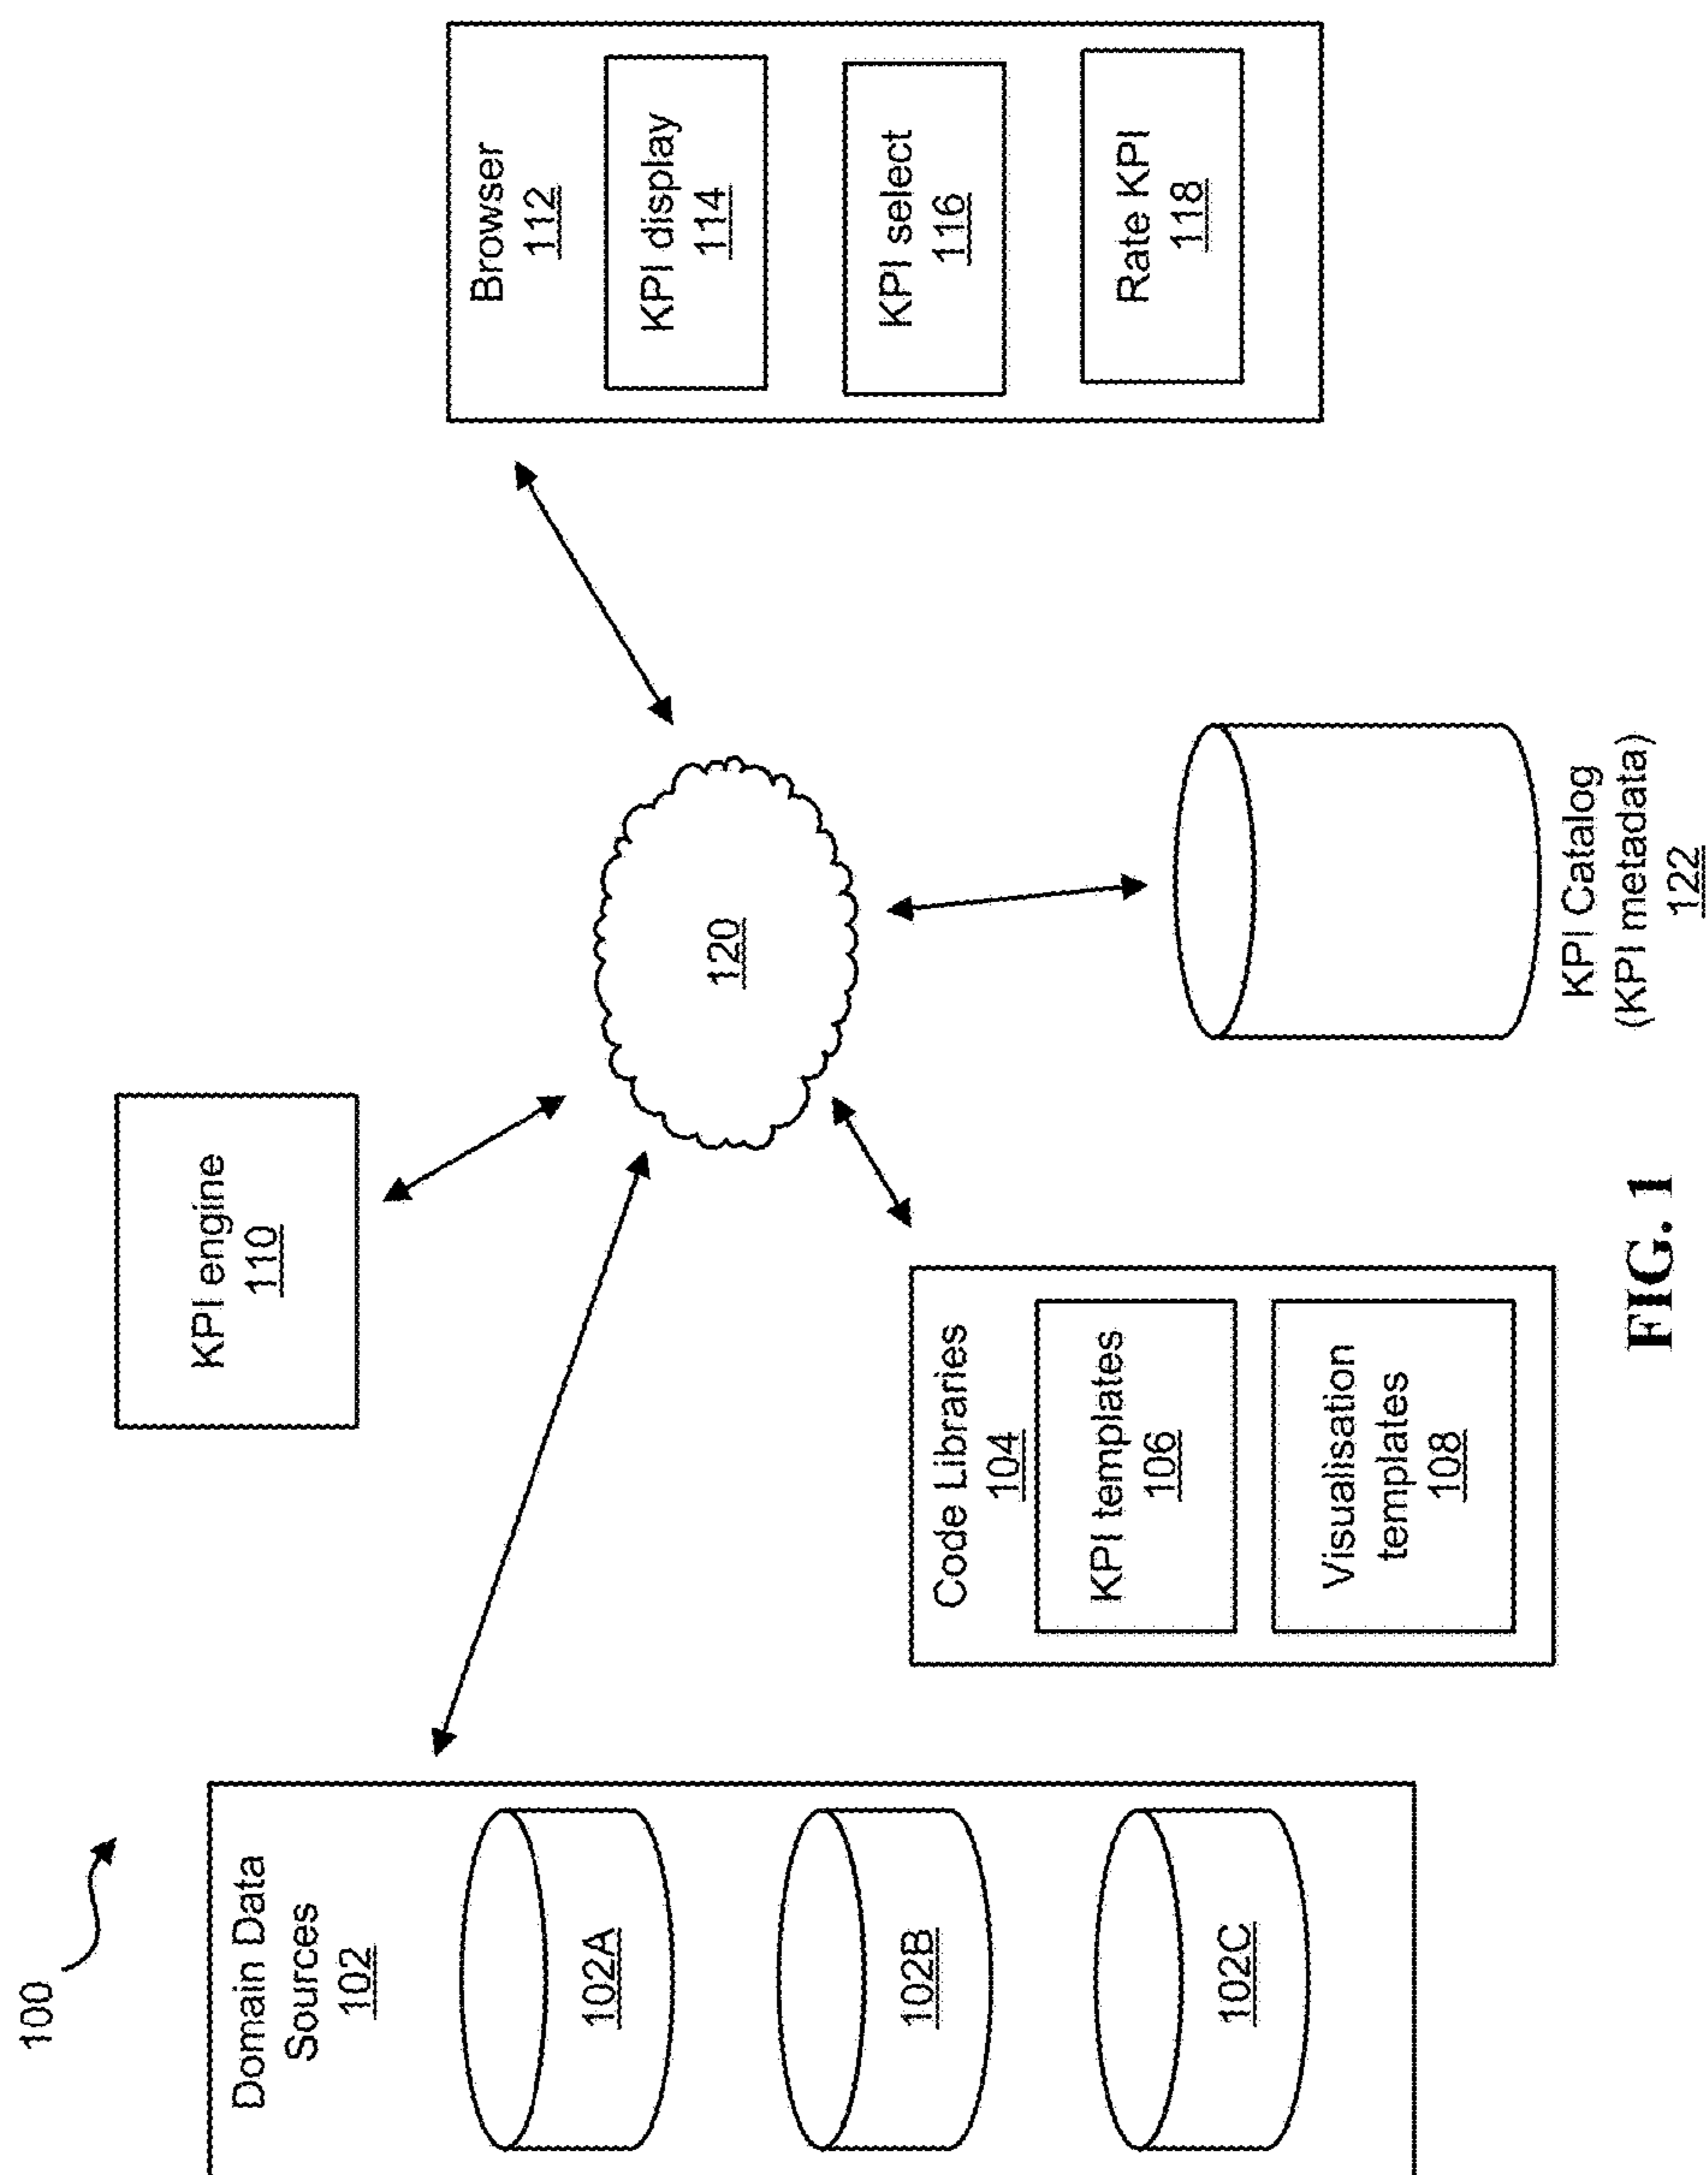 100
Domain Data
Sources
102
102A
102B
102C
KPI engine
110
Code Libraries
104
KPI templates
106
Visualisation
templates
108
120
KPI Catalog
(KPI metadata)
122
Browser
112
KPI display
114
KPI select
116
Rate KPI
118
FIG. 1